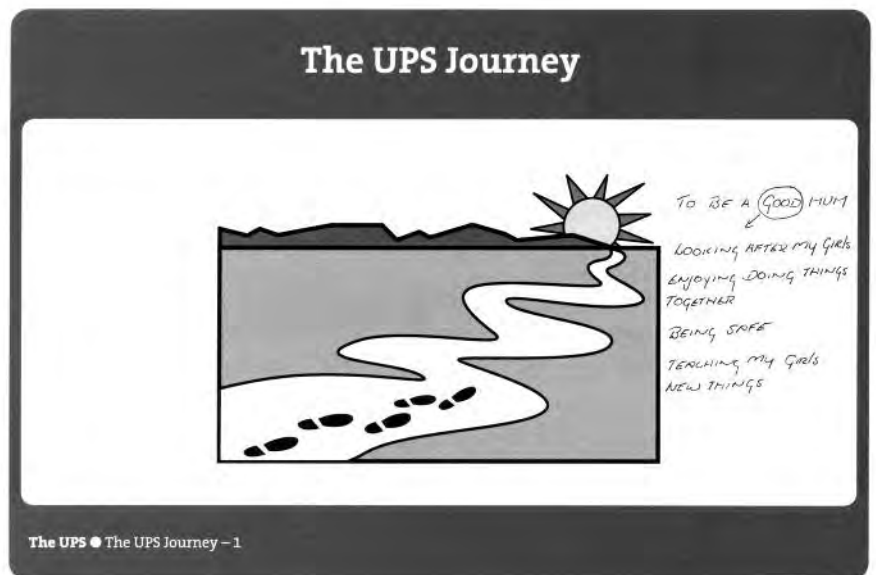 The UPS Journey
TO BE A GOOD MUM
LOOKING AFTER MY GIRLS
ENJOYING DOING THINGS
TOGETHER
BEING SAFE
TEACHING MY GIRLS
NEW THINGS
The UPS ● The UPS Journey – 1